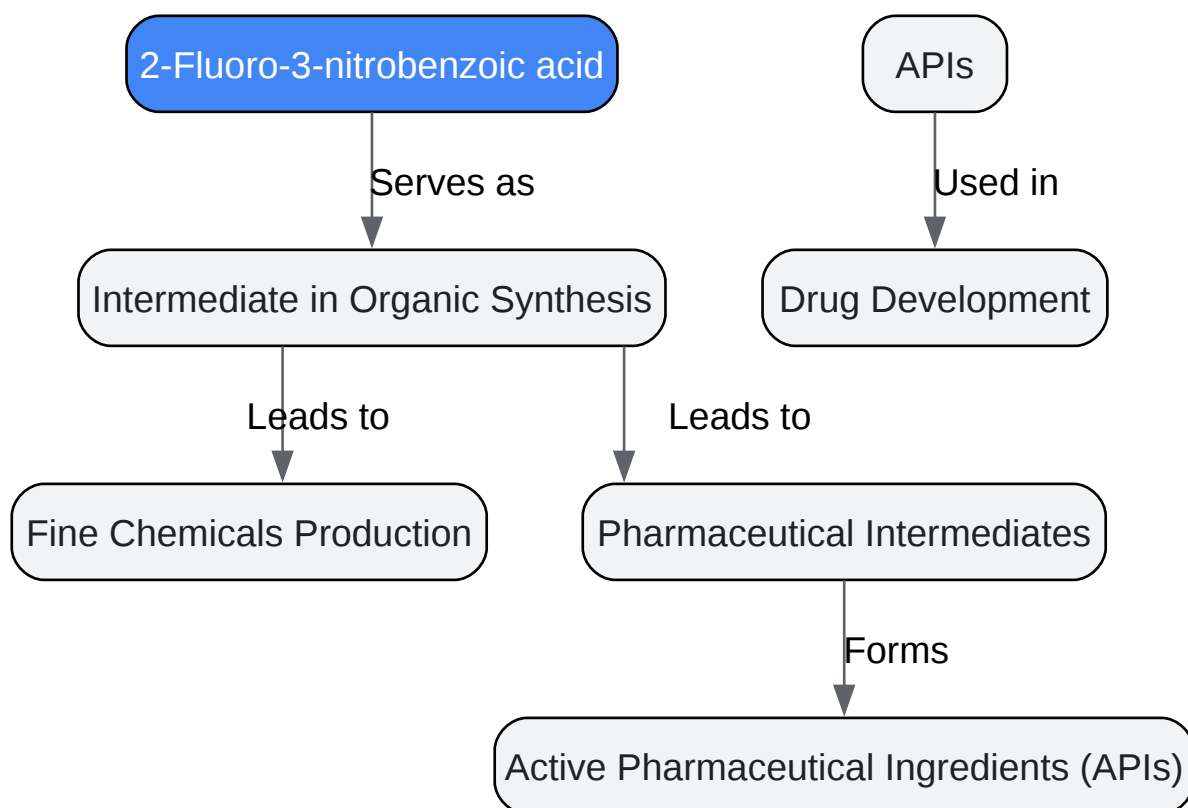 2-Fluoro-3-nitrobenzoic acid
APIs
Serves as
Used in
Intermediate in Organic Synthesis
Drug Development
Leads to
Leads to
Fine Chemicals Production
Pharmaceutical Intermediates
Forms
Active Pharmaceutical Ingredients (APIs)